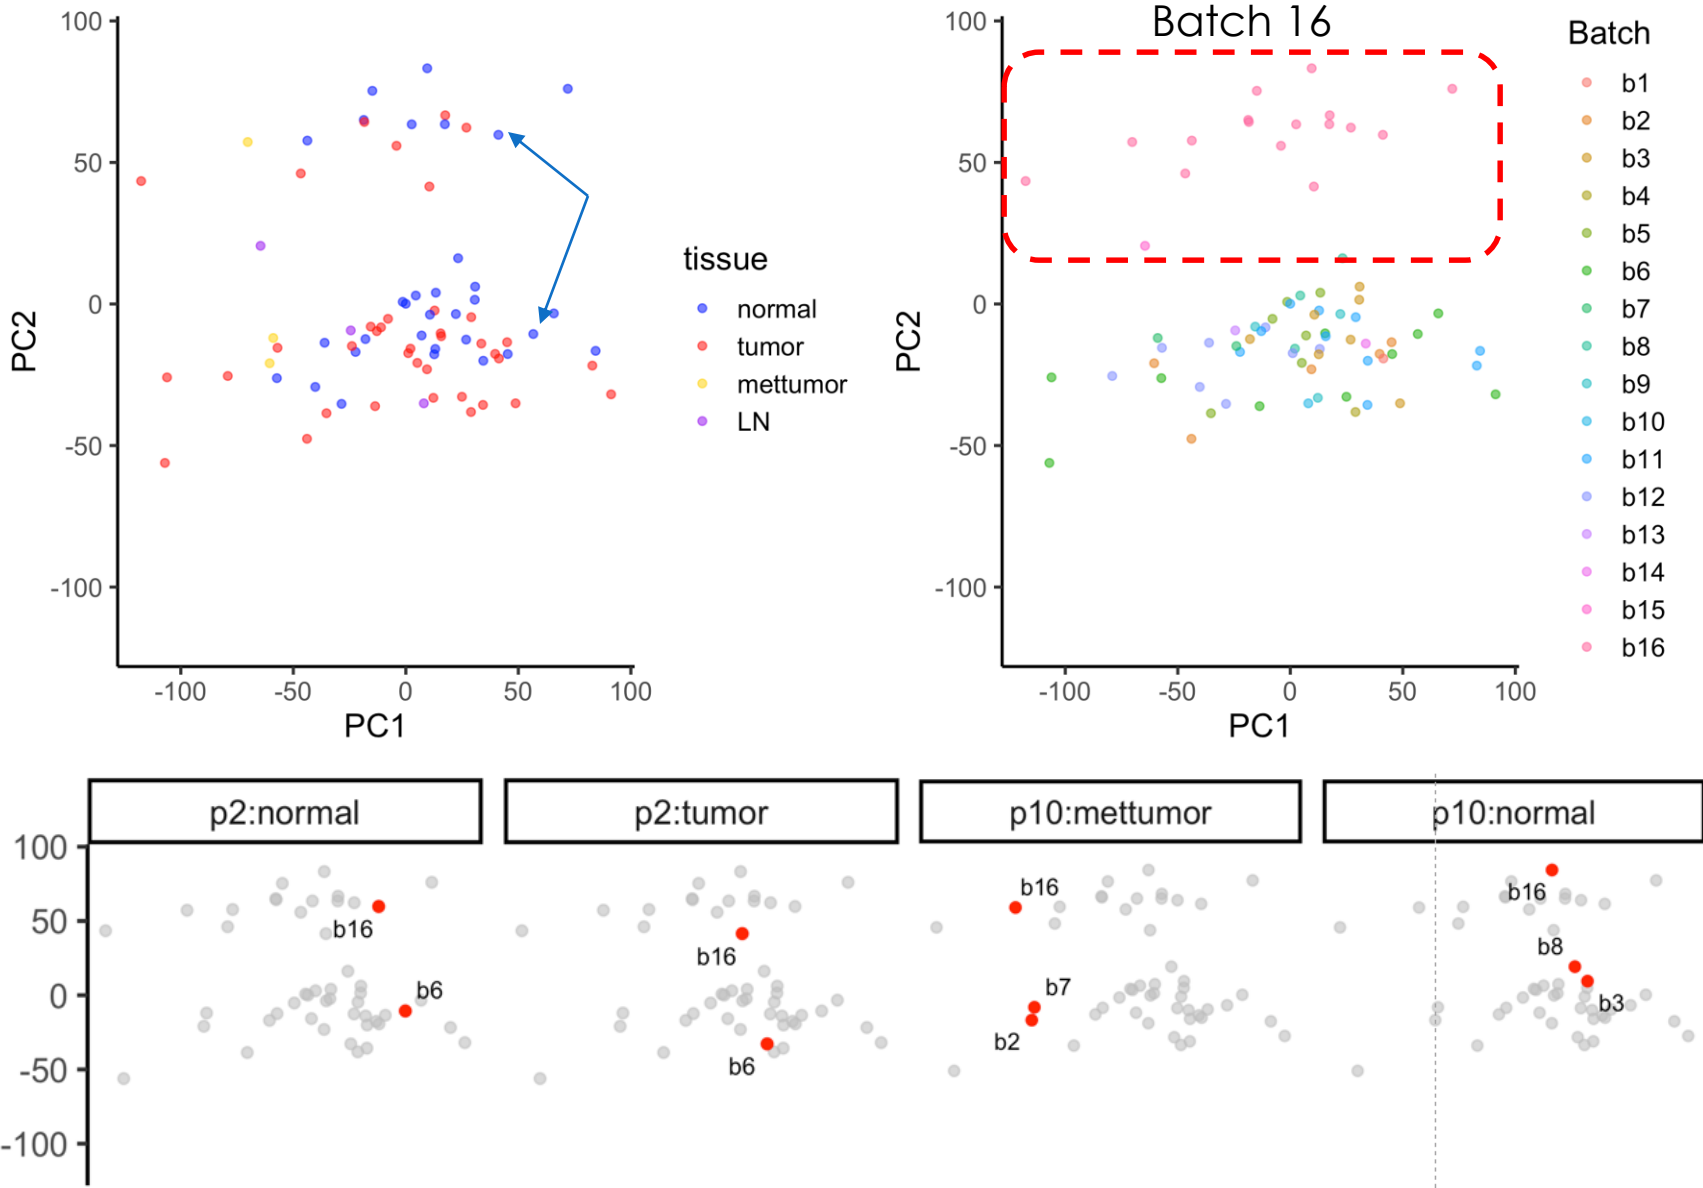 Batch 16
100
50
0
-50
-100
PC2
-100
-50
0
50
100
PC1
tissue
normal
tumor
mettumor
LN
100
50
0
-50
-100
PC2
-100
-50
0
50
100
PC1
Batch
b1
b2
b3
b4
b5
b6
b7
b8
b9
b10
b11
b12
b13
b14
b15
b16
p2:normal
p2:tumor
p10:mettumor
p10:normal
100
50
0
-50
-100
b16
b6
b16
b6
b16
b7
b2
b16
b8
b3